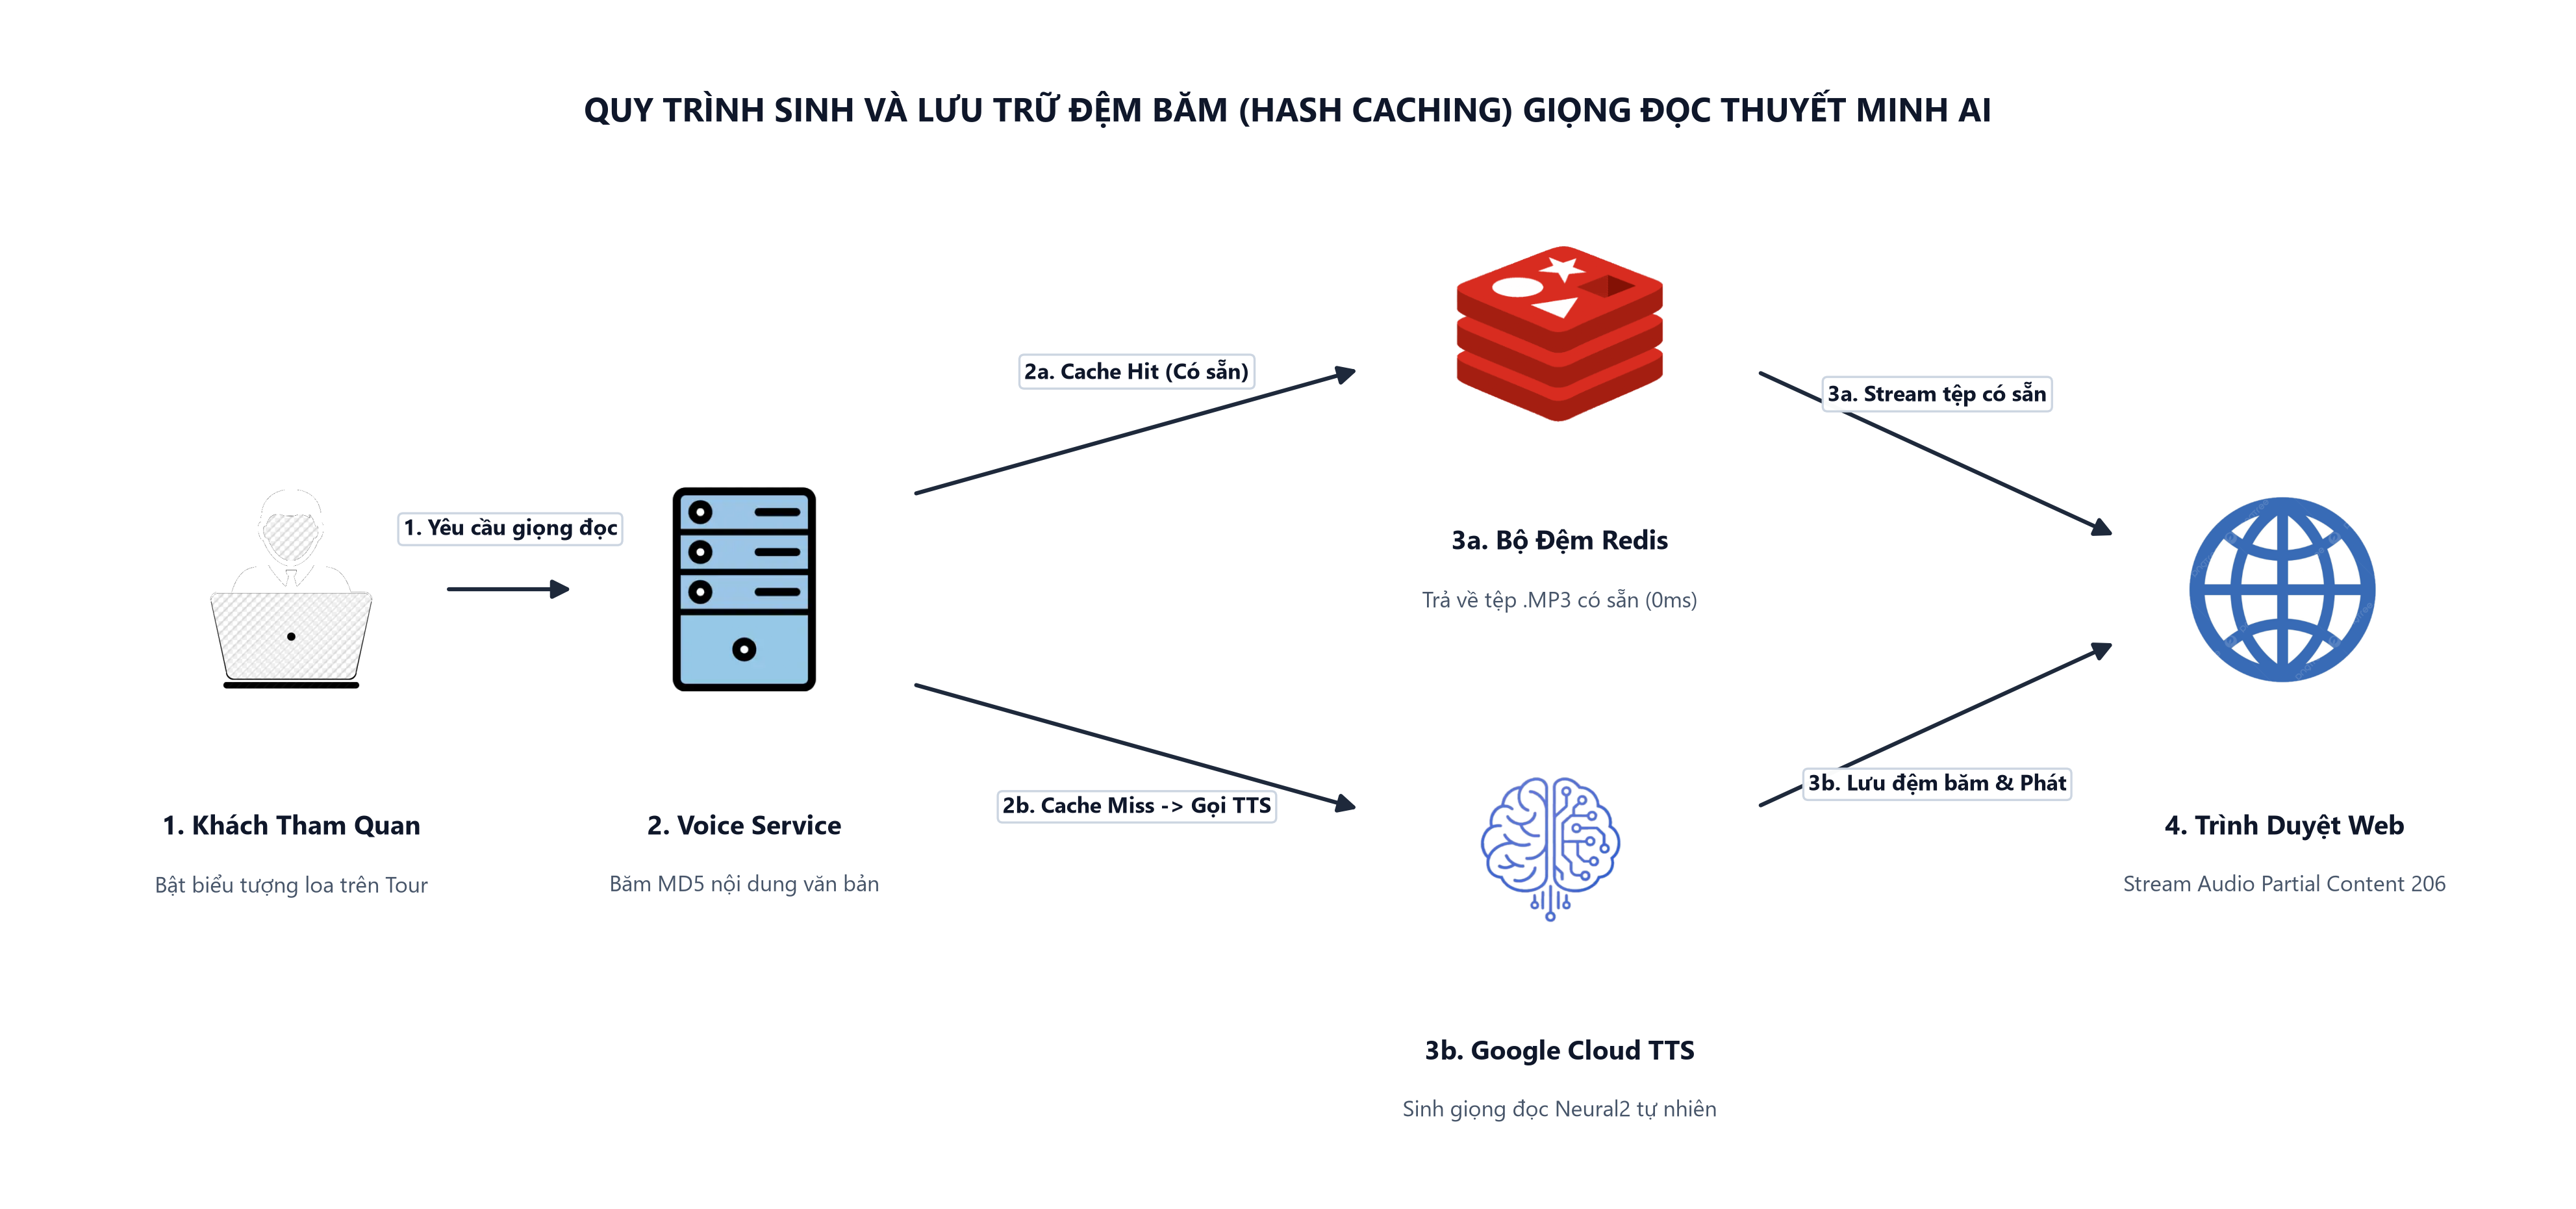 QUY TRÌNH SINH VÀ LƯU TRỮ ĐỆM BĂM (HASH CACHING) GIỌNG ĐỌC THUYẾT MINH AI
2a. Cache Hit (Có sẵn)
3a. Stream tệp có sẵn
1. Yêu cầu giọng đọc
3a. Bộ Đệm Redis
Trả về tệp .MP3 có sẵn (0ms)
2b. Cache Miss -> Gọi TTS
3b. Lưu đệm băm & Phát
1. Khách Tham Quan
Bật biểu tượng loa trên Tour
2. Voice Service
Băm MD5 nội dung văn bản
4. Trình Duyệt Web
Stream Audio Partial Content 206
3b. Google Cloud TTS
Sinh giọng đọc Neural2 tự nhiên